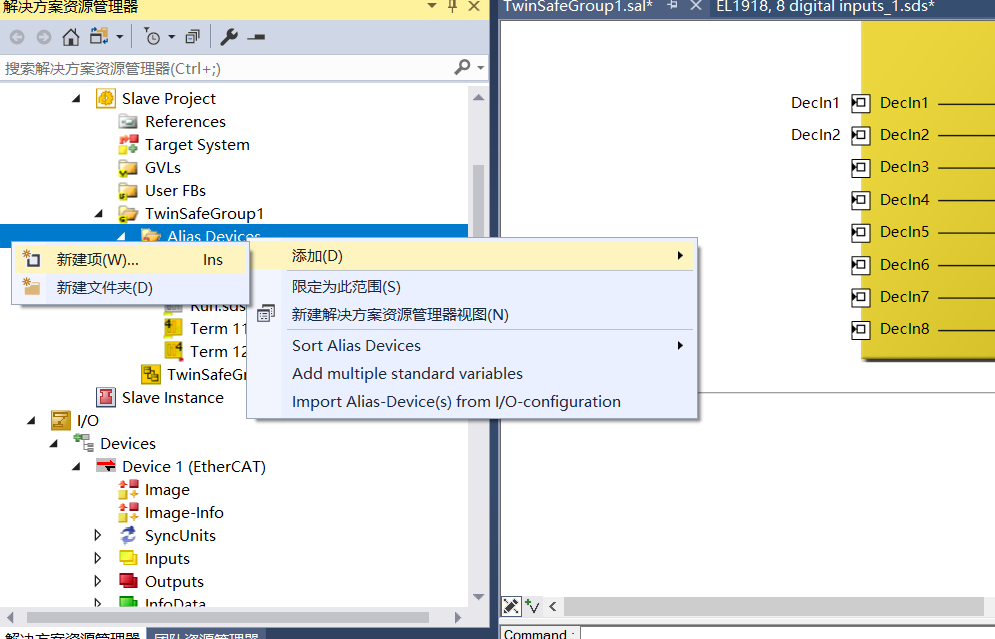 解决方案资源管理器
搜索解决方案资源管理器(Ctrl+;)
Slave Project
References
Target System
GVLs
User FBs
TwinSafeGroup1
Alias Devices
新建项(W)... Ins
新建文件夹(D)
添加(D)
限定为此范围(S)
新建解决方案资源管理器视图(N)
Sort Alias Devices
Add multiple standard variables
Import Alias-Device(s) from I/O-configuration
Run.sds
Term 11
Term 12
TwinSafeGr
Slave Instance
I/O
Devices
Device 1 (EtherCAT)
Image
Image-Info
SyncUnits
Inputs
Outputs
InfoData
解决方案资源管理器 团队资源管理器
TwinSafeGroup1.sal* EL1918, 8 digital inputs_1.sds*
DecIn1 DecIn1
DecIn2 DecIn2
DecIn3
DecIn4
DecIn5
DecIn6
DecIn7
DecIn8
Command :